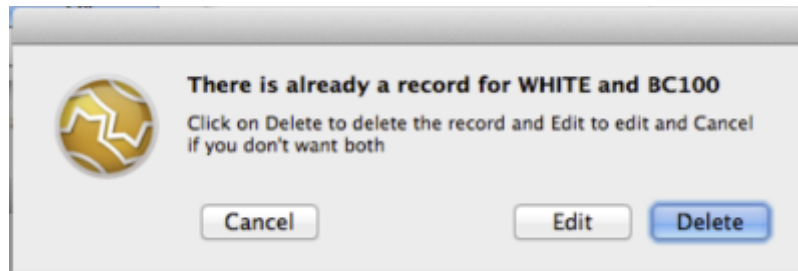 There is already a record for WHITE and BC100
Click on Delete to delete the record and Edit to edit and Cancel
if you don't want both
Cancel Edit Delete